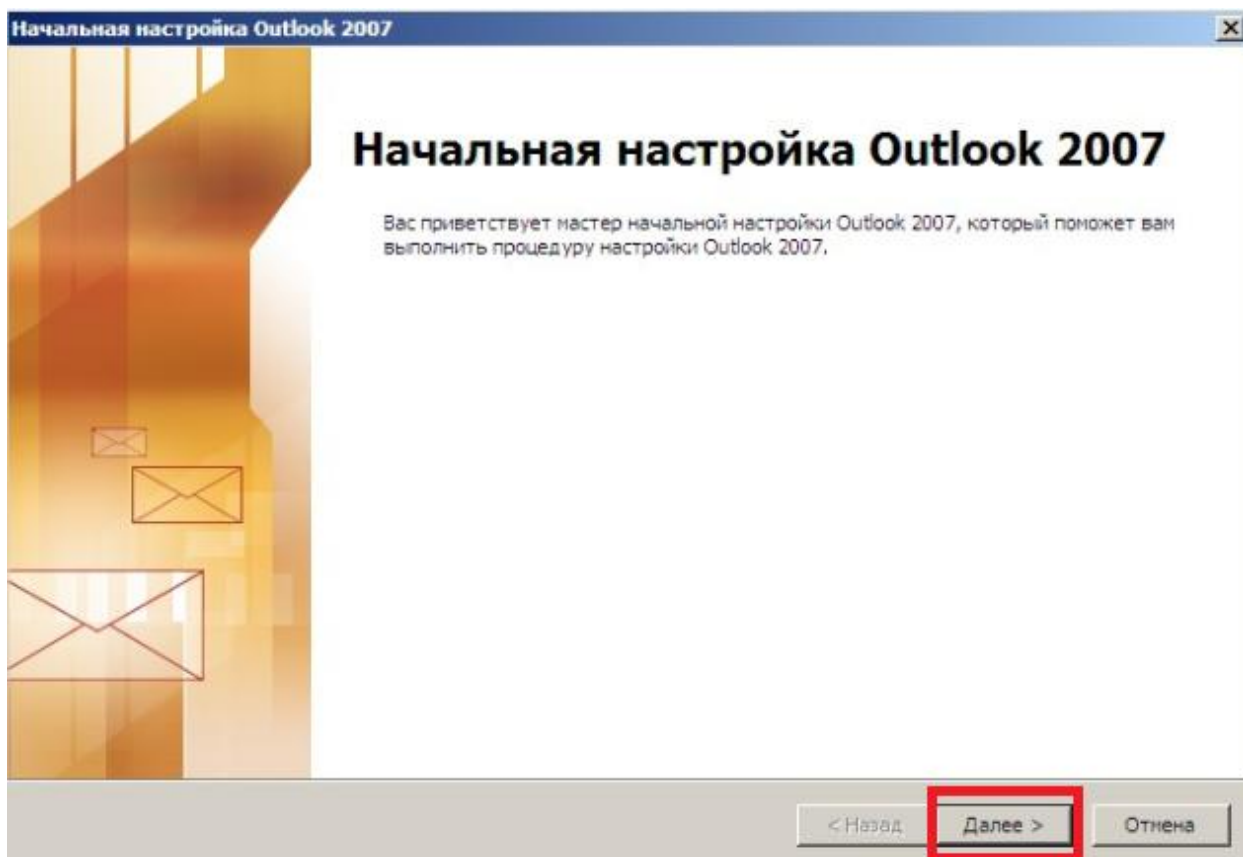 Начальная настройка Outlook 2007
Начальная настройка Outlook 2007
Вас приветствует мастер начальной настройки Outlook 2007, который поможет вам
выполнить процедуру настройки Outlook 2007.
< Назад Далее > Отмена